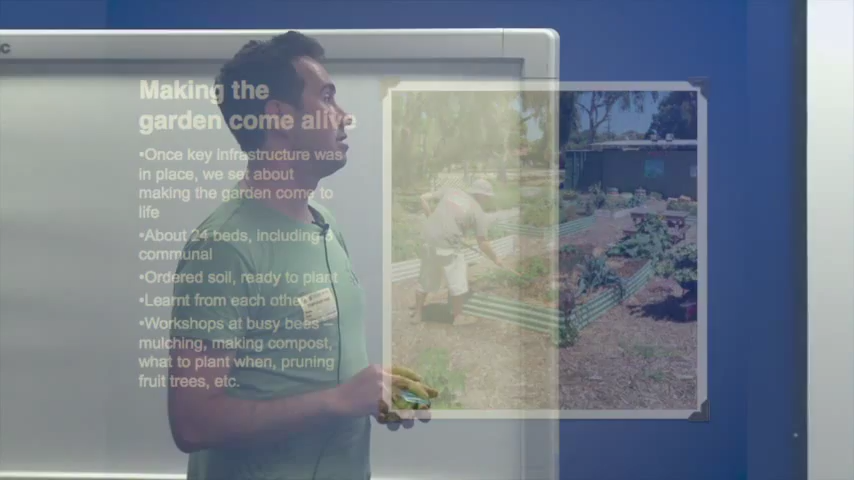 Making the
garden come alive
•Once key infrastructure was
in place, we set about
making the garden come to
life
•About 24 beds, including 3
communal
•Ordered soil, ready to plant
•Learnt from each other
•Workshops at busy bees –
mulching, making compost,
what to plant when, pruning
fruit trees, etc.